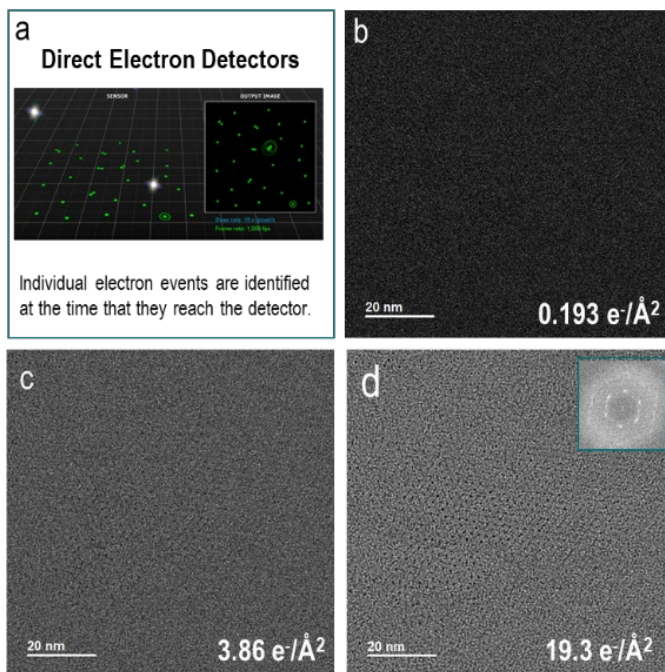 a
Direct Electron Detectors
SENSOR
OUTPUT IMAGE
Individual electron events are identified
at the time that they reach the detector.
b
20 nm
0.193 e-/Å²
c
20 nm
3.86 e-/Å²
d
20 nm
19.3 e-/Å²